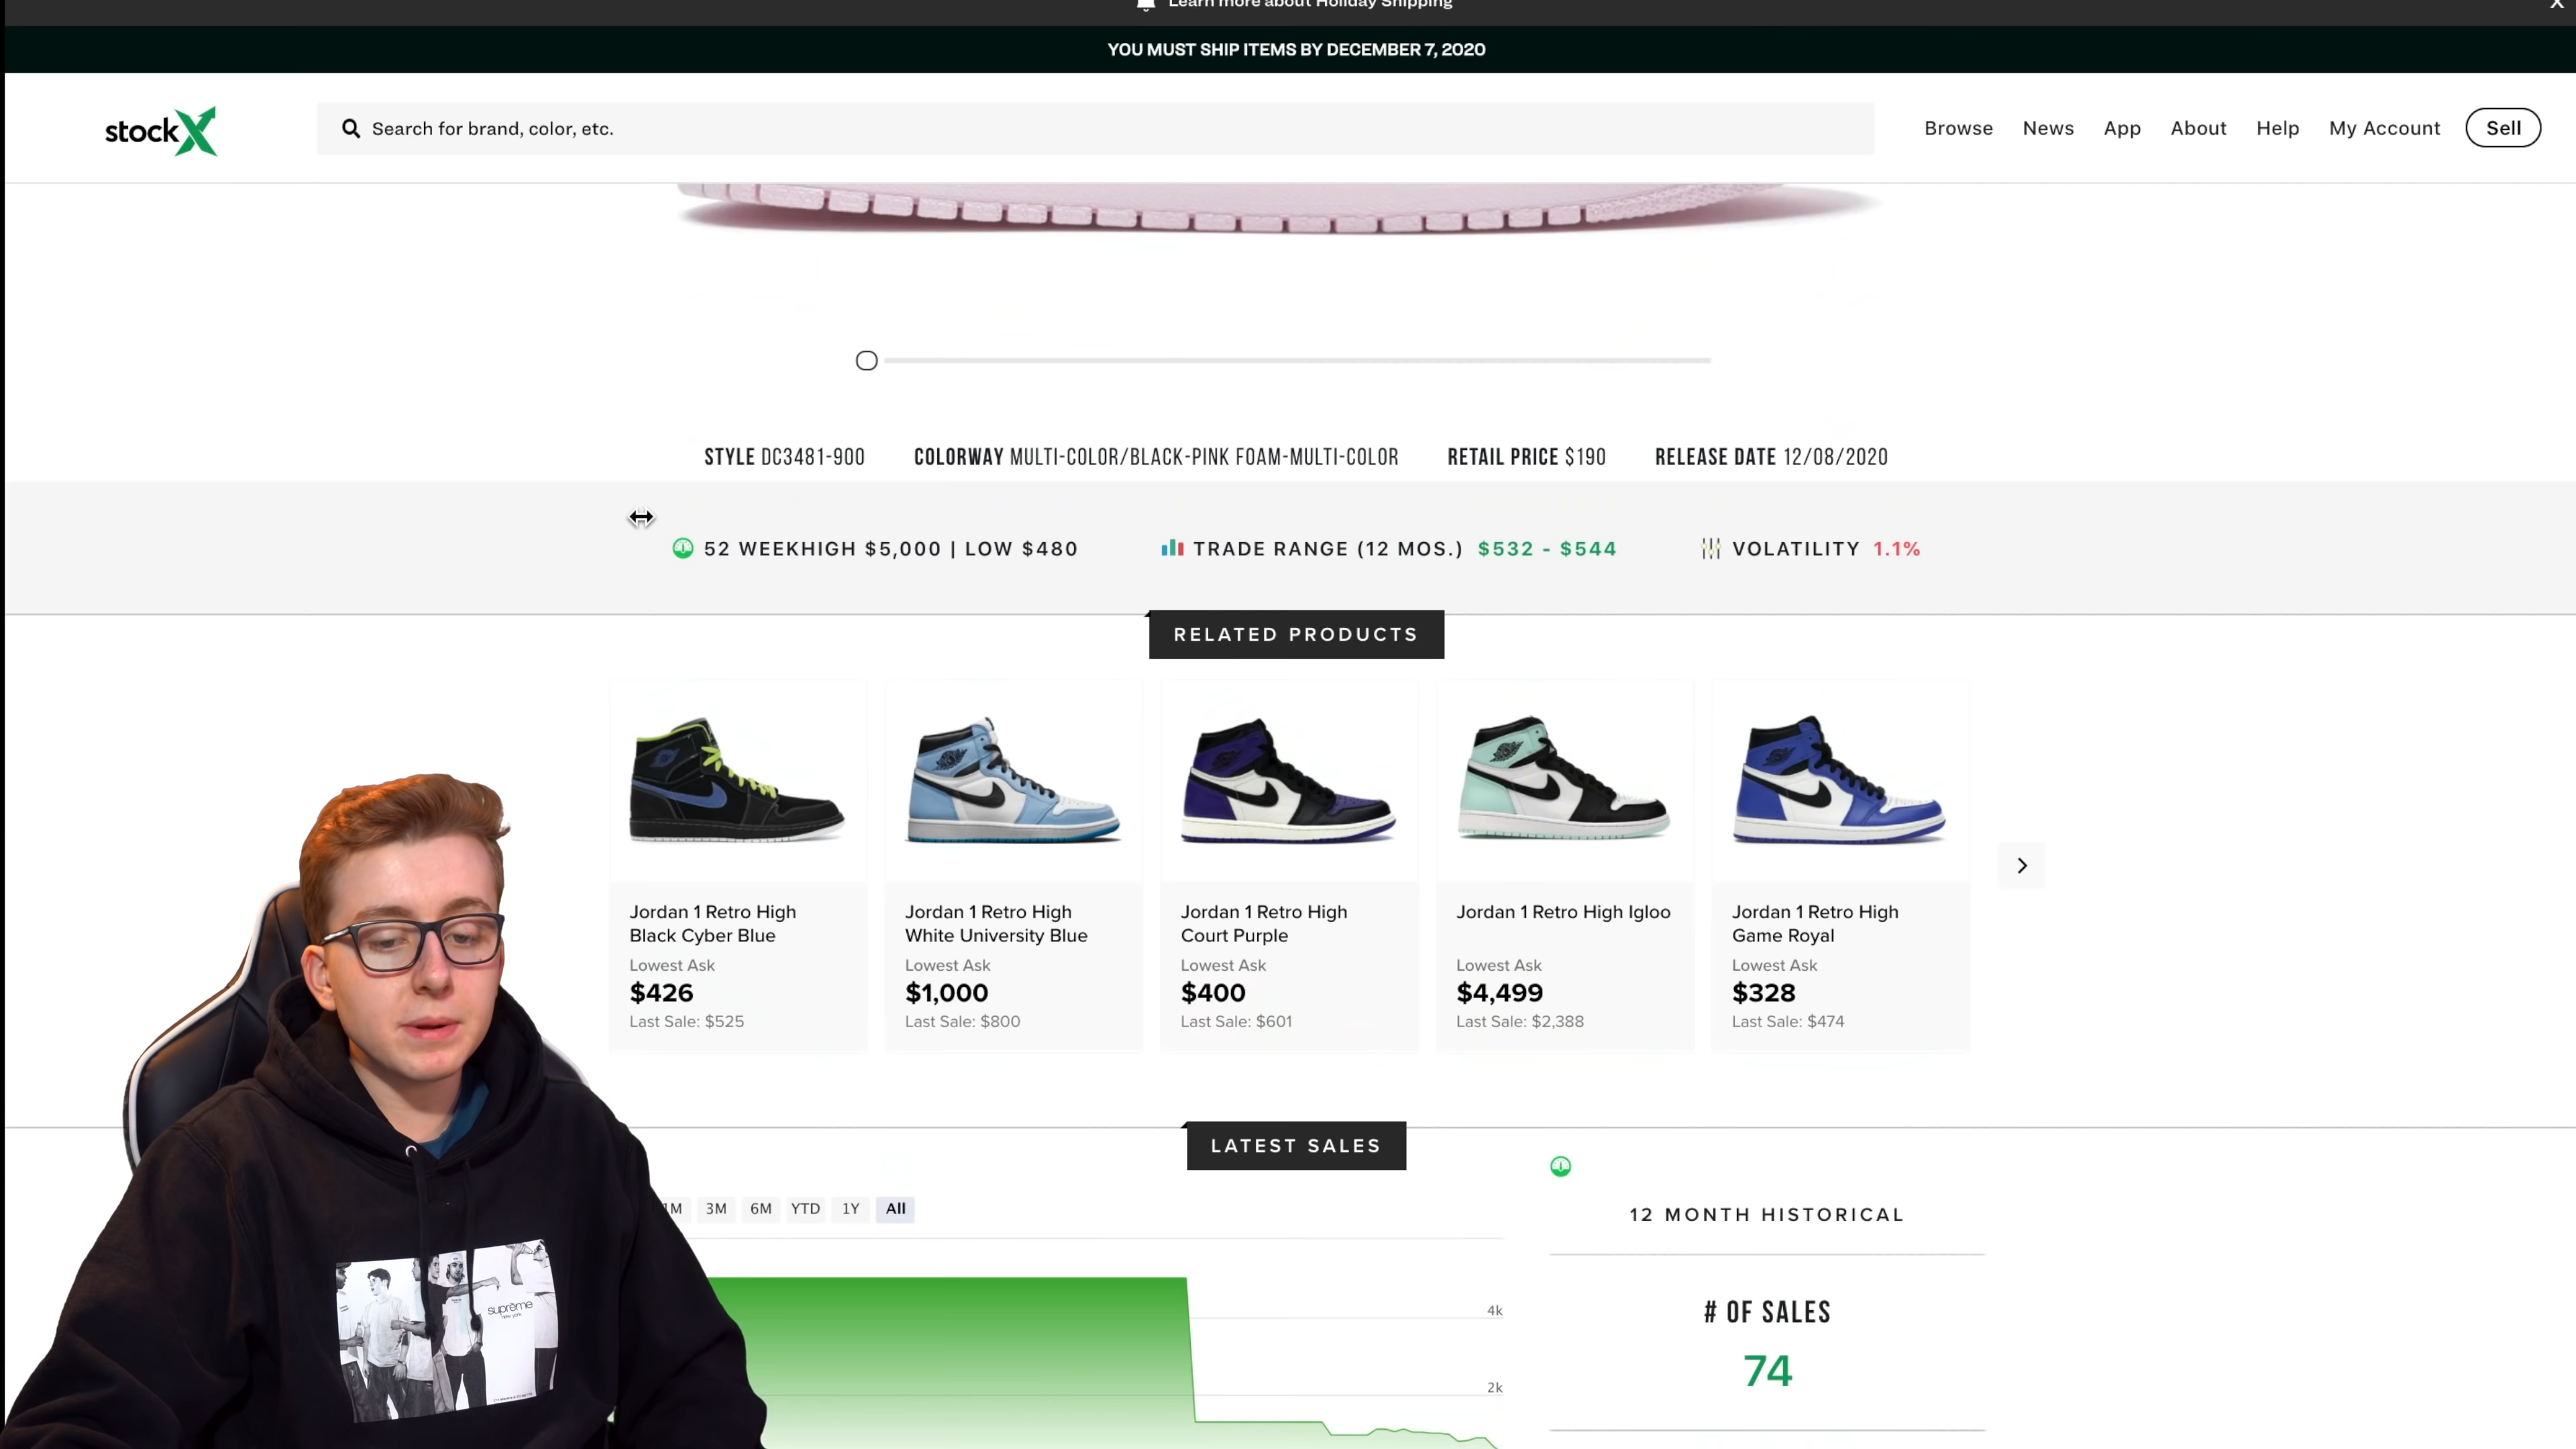 Learn more about Holiday Shipping
X
YOU MUST SHIP ITEMS BY DECEMBER 7, 2020
stockX
Search for brand, color, etc.
Browse News App About Help My Account Sell
STYLE DC3481-900 COLORWAY MULTI-COLOR/BLACK-PINK FOAM-MULTI-COLOR RETAIL PRICE $190 RELEASE DATE 12/08/2020
52 WEEKHIGH $5,000 | LOW $480 TRADE RANGE (12 MOS.) $532 - $544 VOLATILITY 1.1%
RELATED PRODUCTS
Jordan 1 Retro High
Black Cyber Blue
Lowest Ask
$426
Last Sale: $525
Jordan 1 Retro High
White University Blue
Lowest Ask
$1,000
Last Sale: $800
Jordan 1 Retro High
Court Purple
Lowest Ask
$400
Last Sale: $601
Jordan 1 Retro High Igloo
Lowest Ask
$4,499
Last Sale: $2,388
Jordan 1 Retro High
Game Royal
Lowest Ask
$328
Last Sale: $474
LATEST SALES
1M 3M 6M YTD 1Y All
4k
2k
12 MONTH HISTORICAL
# OF SALES
74
suprême
new york